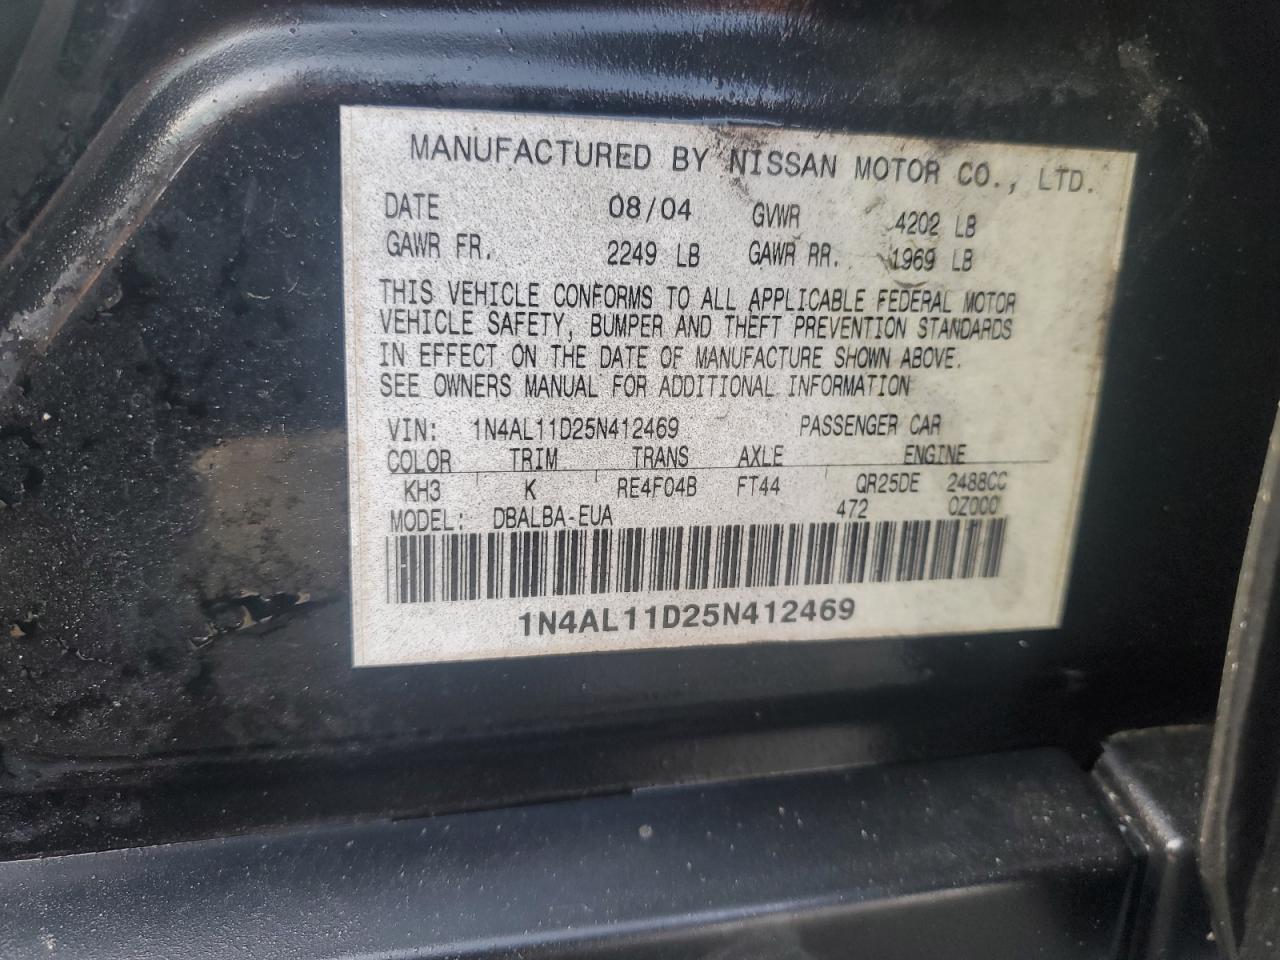 MANUFACTURED BY NISSAN MOTOR CO., LTD.
DATE 08/04 GVWR 4202 LB
GAWR FR. 2249 LB GAWR RR. 1969 LB
THIS VEHICLE CONFORMS TO ALL APPLICABLE FEDERAL MOTOR
VEHICLE SAFETY, BUMPER AND THEFT PREVENTION STANDARDS
IN EFFECT ON THE DATE OF MANUFACTURE SHOWN ABOVE.
SEE OWNERS MANUAL FOR ADDITIONAL INFORMATION
VIN: 1N4AL11D25N412469 PASSENGER CAR
COLOR TRIM TRANS AXLE ENGINE
KH3 K RE4F04B FT44 QR25DE 2488CC
MODEL: DBALBA-EUA 472 0Z000
1N4AL11D25N412469